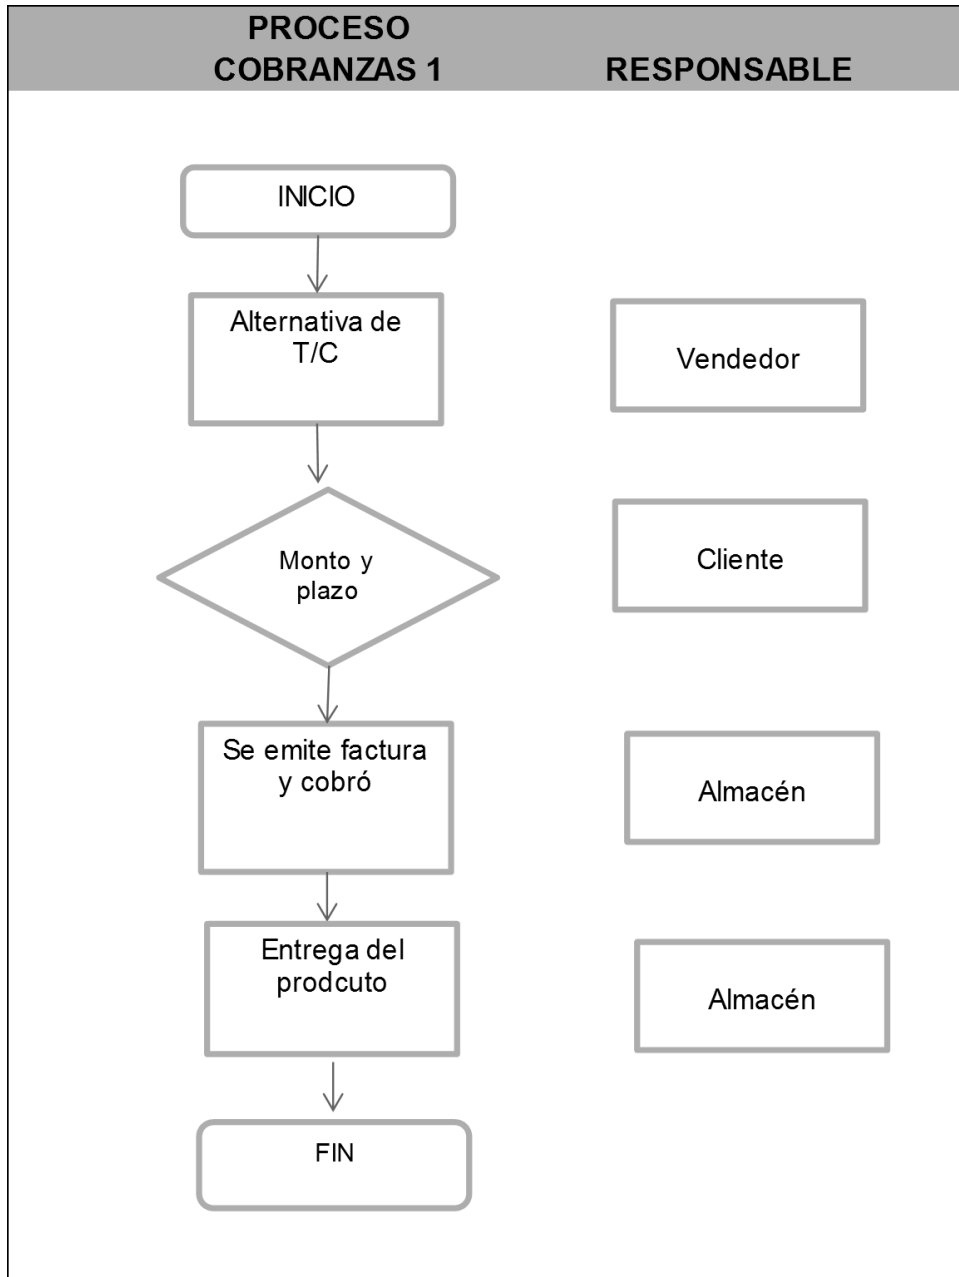 PROCESO
COBRANZAS 1
RESPONSABLE
INICIO
Alternativa de
T/C
Vendedor
Monto y
plazo
Cliente
Se emite factura
y cobró
Almacén
Entrega del
prodcuto
Almacén
FIN